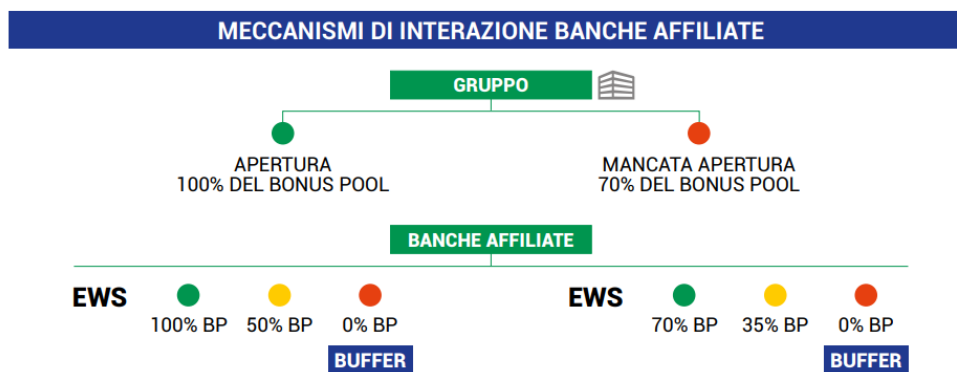 MECCANISMI DI INTERAZIONE BANCHE AFFILIATE
GRUPPO
APERTURA
100% DEL BONUS POOL
MANCATA APERTURA
70% DEL BONUS POOL
BANCHE AFFILIATE
EWS
100% BP 50% BP 0% BP
BUFFER
EWS
70% BP 35% BP 0% BP
BUFFER